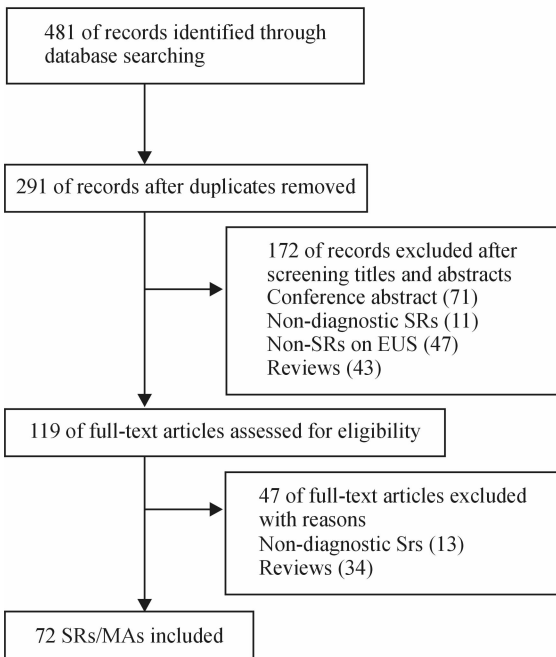 481 of records identified through
database searching
291 of records after duplicates removed
172 of records excluded after
screening titles and abstracts
Conference abstract (71)
Non-diagnostic SRs (11)
Non-SRs on EUS (47)
Reviews (43)
119 of full-text articles assessed for eligibility
47 of full-text articles excluded
with reasons
Non-diagnostic Srs (13)
Reviews (34)
72 SRs/MAs included